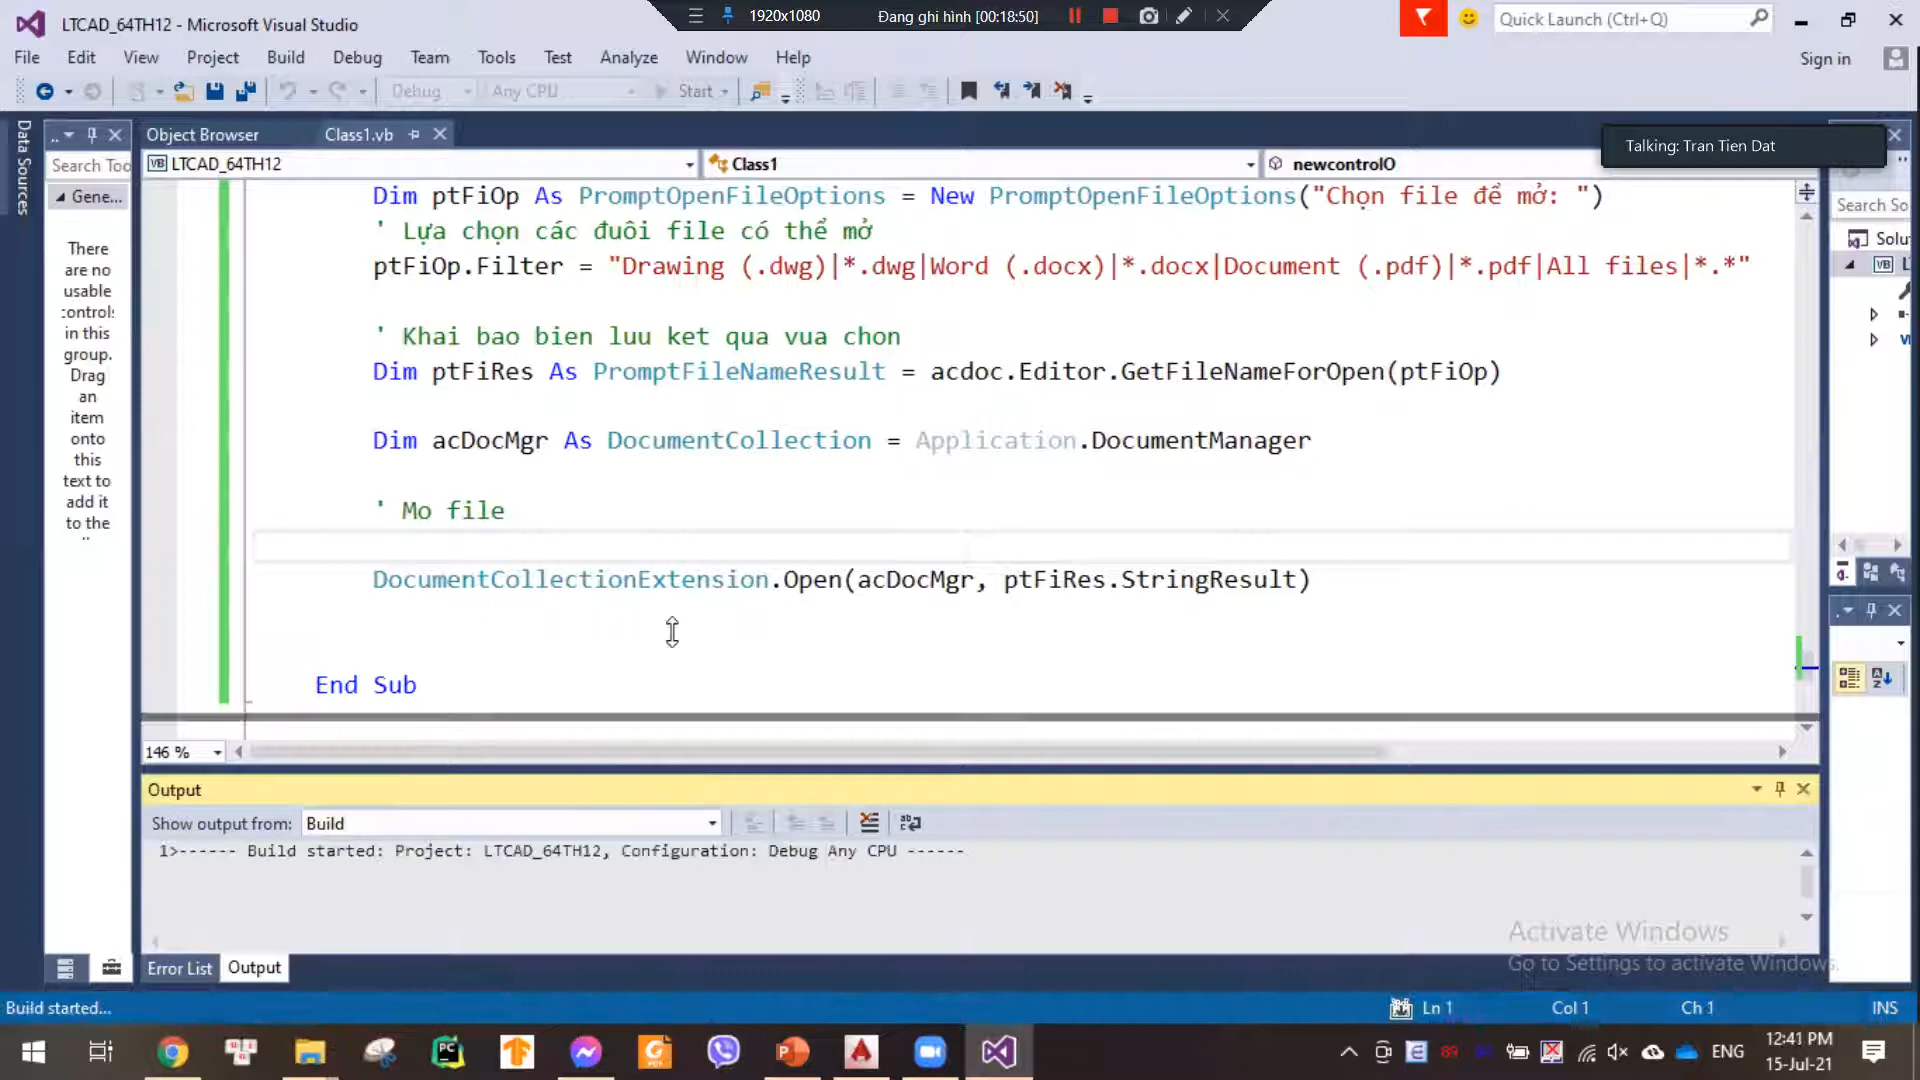 LTCAD_64TH12 - Microsoft Visual Studio
1920x1080
Đang ghi hình [00:18:50]
Quick Launch (Ctrl+Q)
File Edit View Project Build Debug Team Tools Test Analyze Window Help
Sign in
Debug Any CPU Start
Data Sources
Object Browser
Class1.vb
Talking: Tran Tien Dat
Search Too
LTCAD_64TH12
Class1
newcontrolO
Search So
Gene...
Solu
There
are no
usable
controls
in this
group.
Drag
an
item
onto
this
text to
add it
to the
Dim ptFiOp As PromptOpenFileOptions = New PromptOpenFileOptions("Chọn file để mở: ")
' Lựa chọn các đuôi file có thể mở
ptFiOp.Filter = "Drawing (.dwg)|*.dwg|Word (.docx)|*.docx|Document (.pdf)|*.pdf|All files|*.*"
' Khai bao bien luu ket qua vua chon
Dim ptFiRes As PromptFileNameResult = acdoc.Editor.GetFileNameForOpen(ptFiOp)
Dim acDocMgr As DocumentCollection = Application.DocumentManager
' Mo file
DocumentCollectionExtension.Open(acDocMgr, ptFiRes.StringResult)
End Sub
146 %
Output
Show output from: Build
1>------ Build started: Project: LTCAD_64TH12, Configuration: Debug Any CPU ------
Activate Windows
Go to Settings to activate Windows.
Error List Output
Build started...
Ln 1 Col 1 Ch 1 INS
89
ENG
12:41 PM
15-Jul-21